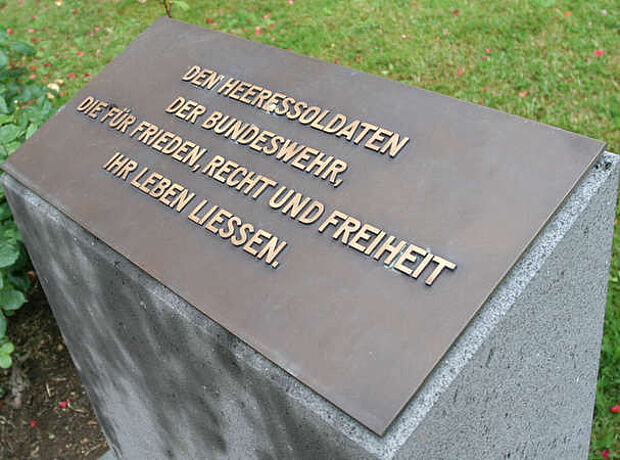 DEN HEERESSOLDATEN
DER BUNDESWEHR,
DIE FÜR FRIEDEN, RECHT UND FREIHEIT
IHR LEBEN LIESSEN.